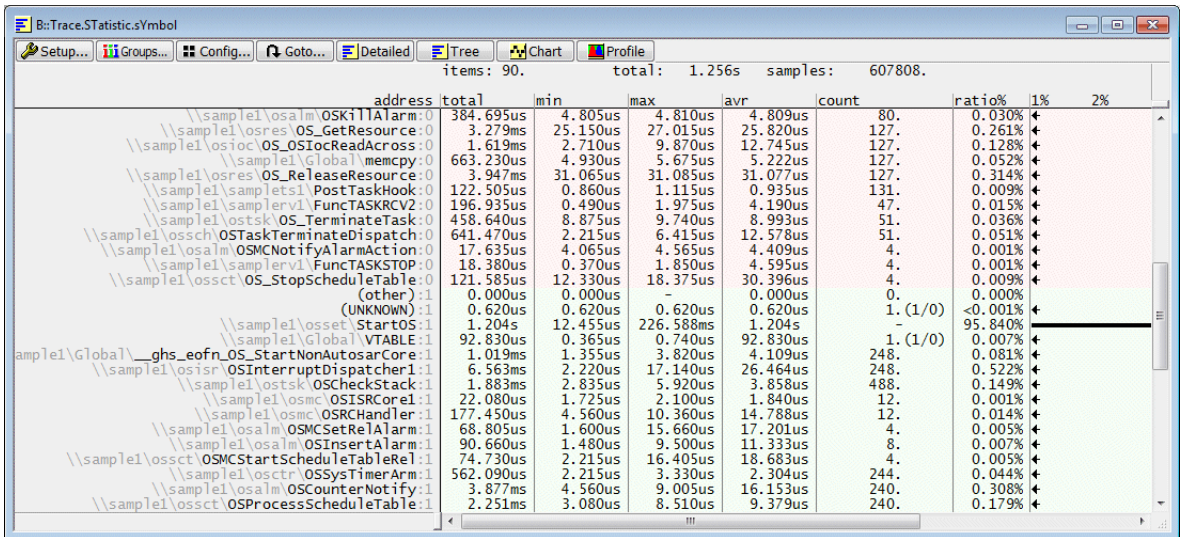 B::Trace.STatistic.sYmbol
Setup... Groups... Config... Goto... Detailed Tree Chart Profile
items: 90. total: 1.256s samples: 607808.
address total min max avr count ratio% 1% 2%
\\sample1\osalm\OSKillAlarm:0 384.695us 4.805us 4.810us 4.809us 80. 0.030%
\\sample1\osres\OS_GetResource:0 3.279ms 25.150us 27.015us 25.820us 127. 0.261%
\\sample1\osioc\OS_OSIocReadAcross:0 1.619ms 2.710us 9.870us 12.745us 127. 0.128%
\\sample1\Global\memcpy:0 663.230us 4.930us 5.675us 5.222us 127. 0.052%
\\sample1\osres\OS_ReleaseResource:0 3.947ms 31.065us 31.085us 31.077us 127. 0.314%
\\sample1\samplets1\PostTaskHook:0 122.505us 0.860us 1.115us 0.935us 131. 0.009%
\\sample1\samplerv1\FuncTASKRCV2:0 196.935us 0.490us 1.975us 4.190us 47. 0.015%
\\sample1\ostsk\OS_TerminateTask:0 458.640us 8.875us 9.740us 8.993us 51. 0.036%
\\sample1\ossch\OSTaskTerminateDispatch:0 641.470us 2.215us 6.415us 12.578us 51. 0.051%
\\sample1\osalm\OSMCNotifyAlarmAction:0 17.635us 4.065us 4.565us 4.409us 4. 0.001%
\\sample1\samplerv1\FuncTASKSTOP:0 18.380us 0.370us 1.850us 4.595us 4. 0.001%
\\sample1\ossct\OS_StopScheduleTable:0 121.585us 12.330us 18.375us 30.396us 4. 0.009%
(other):1 0.000us 0.000us - 0.000us 0. 0.000%
(UNKNOWN):1 0.620us 0.620us 0.620us 0.620us 1. (1/0) <0.001%
\\sample1\osset\StartOS:1 1.204s 12.455us 226.588ms 1.204s - 95.840%
\\sample1\Global\VTABLE:1 92.830us 0.365us 0.740us 92.830us 1. (1/0) 0.007%
ample1\Global\__ghs_eofn_OS_StartNonAutosarCore:1 1.019ms 1.355us 3.820us 4.109us 248. 0.081%
\\sample1\osisr\OSInterruptDispatcher1:1 6.563ms 2.220us 17.140us 26.464us 248. 0.522%
\\sample1\ostsk\OSCheckStack:1 1.883ms 2.835us 5.920us 3.858us 488. 0.149%
\\sample1\osmc\OSISRCore1:1 22.080us 1.725us 2.100us 1.840us 12. 0.001%
\\sample1\osmc\OSRCHandler:1 177.450us 4.560us 10.360us 14.788us 12. 0.014%
\\sample1\osalm\OSMCSetRelAlarm:1 68.805us 1.600us 15.660us 17.201us 4. 0.005%
\\sample1\osalm\OSInsertAlarm:1 90.660us 1.480us 9.500us 11.333us 8. 0.007%
\\sample1\ossct\OSMCStartScheduleTableRel:1 74.730us 2.215us 16.405us 18.683us 4. 0.005%
\\sample1\osctr\OSSysTimerArm:1 562.090us 2.215us 3.330us 2.304us 244. 0.044%
\\sample1\osalm\OSCounterNotify:1 3.877ms 4.560us 9.005us 16.153us 240. 0.308%
\\sample1\ossct\OSProcessScheduleTable:1 2.251ms 3.080us 8.510us 9.379us 240. 0.179%